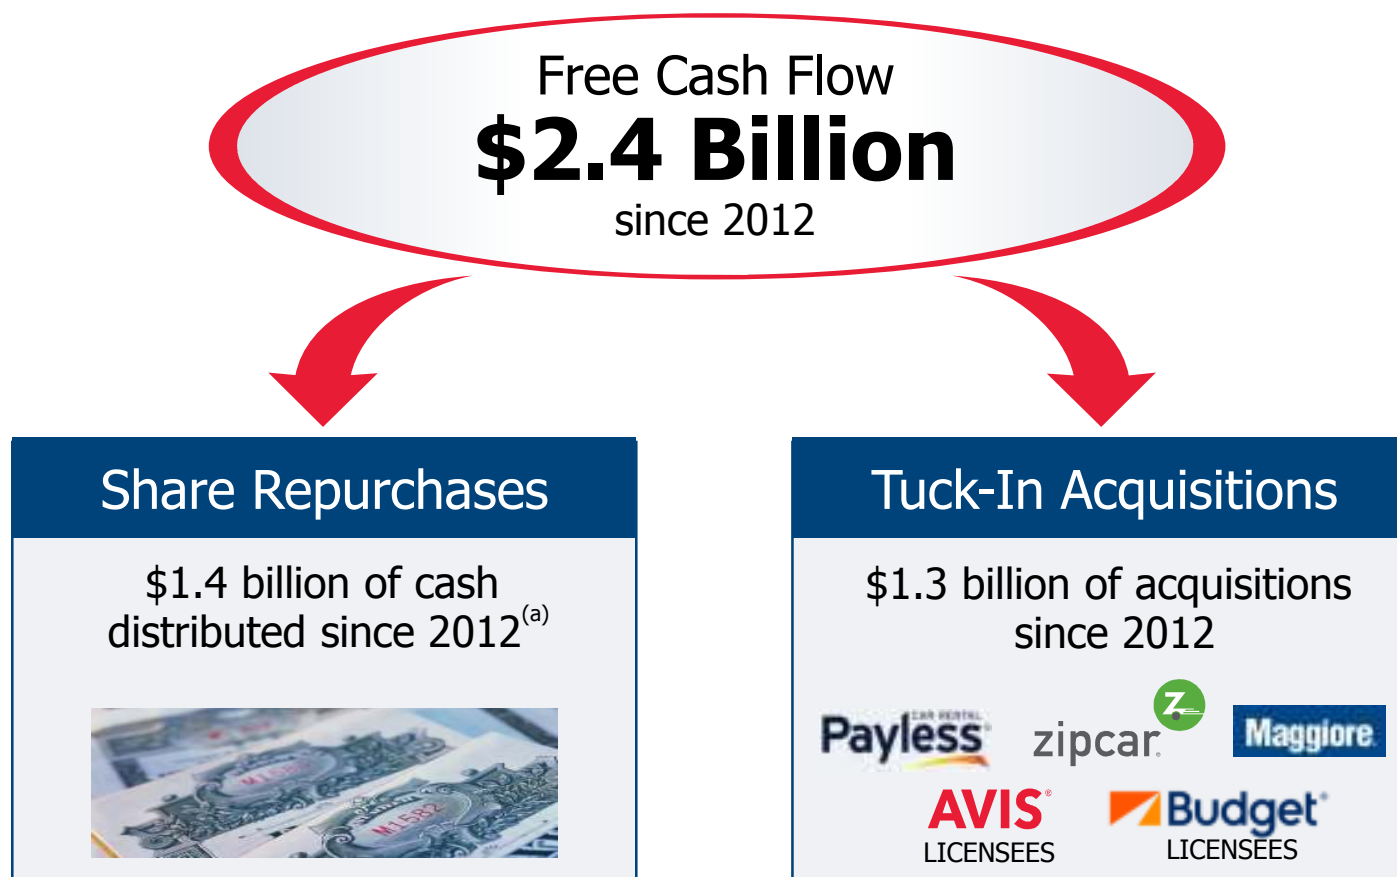 Free Cash Flow
$2.4 Billion
since 2012
Share Repurchases
$1.4 billion of cash
distributed since 2012(a)
M1582
Tuck-In Acquisitions
$1.3 billion of acquisitions
since 2012
CAR RENTAL
Payless
zipcar
Z
Maggiore
AVIS®
LICENSEES
Budget®
LICENSEES